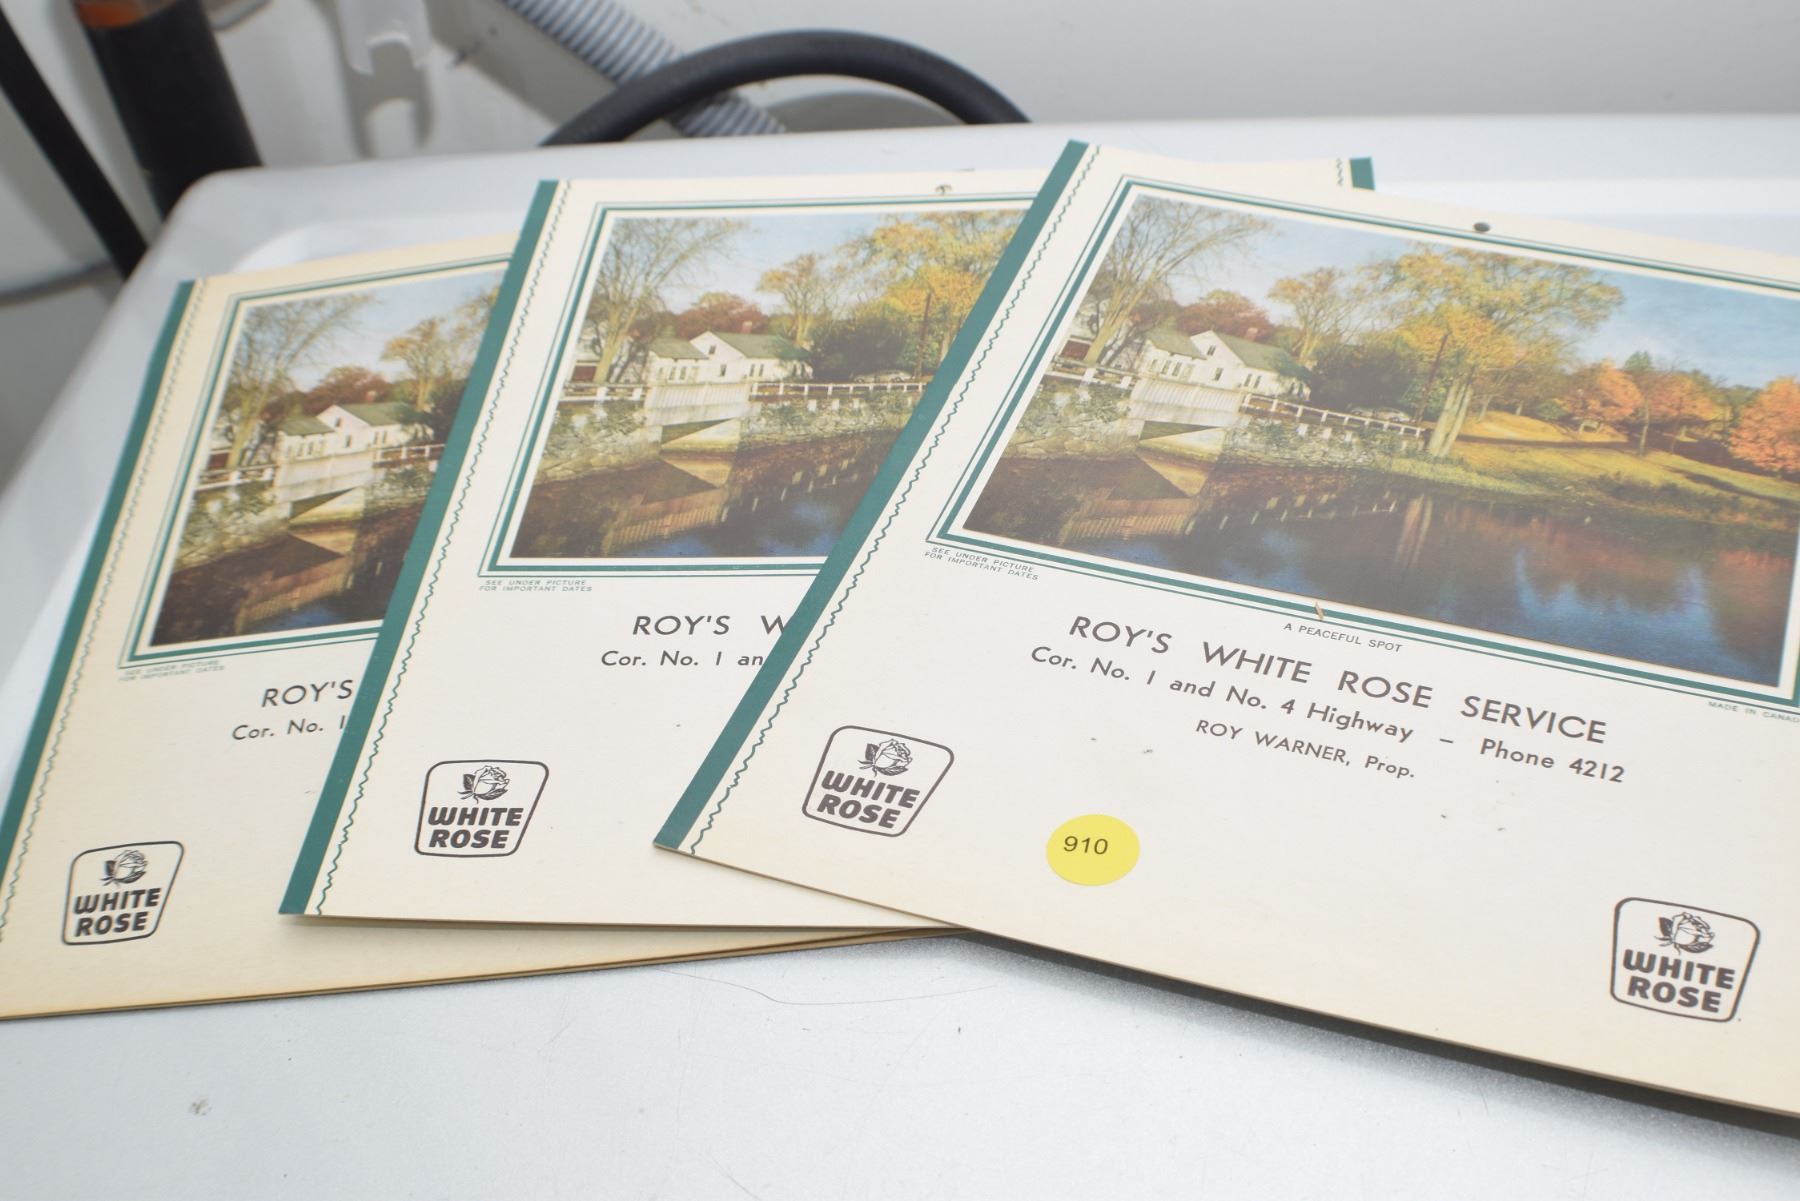 SEE UNDER PICTURE
FOR IMPORTANT DATES
ROY'S
Cor. No. 1
WHITE
ROSE
SEE UNDER PICTURE
FOR IMPORTANT DATES
ROY'S W
Cor. No. 1 an
WHITE
ROSE
SEE UNDER PICTURE
FOR IMPORTANT DATES
A PEACEFUL SPOT
MADE IN CANADA
ROY'S WHITE ROSE SERVICE
Cor. No. 1 and No. 4 Highway – Phone 4212
ROY WARNER, Prop.
WHITE
ROSE
910
WHITE
ROSE